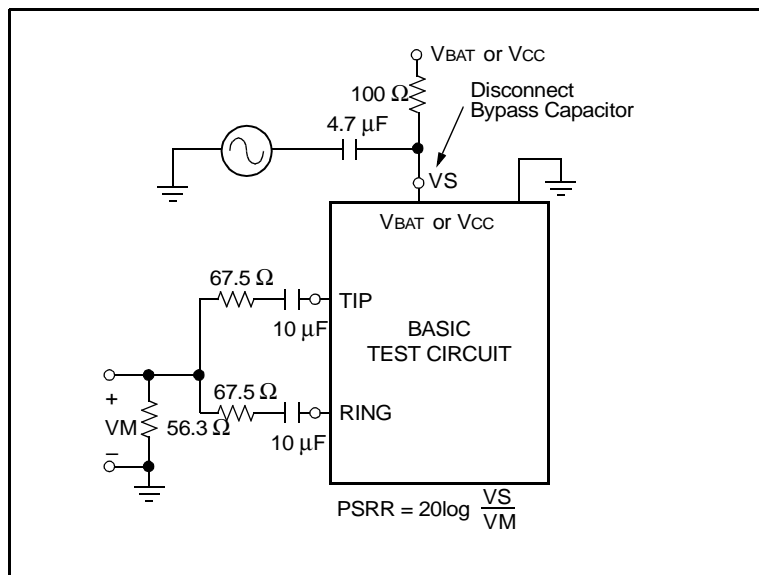 VBAT or VCC
100 Ω
Disconnect
Bypass Capacitor
4.7 μF
VS
VBAT or VCC
67.5 Ω
TIP
10 μF
BASIC
TEST CIRCUIT
67.5 Ω
RING
+
VM
56.3 Ω
10 μF
–
PSRR = 20log VS/VM